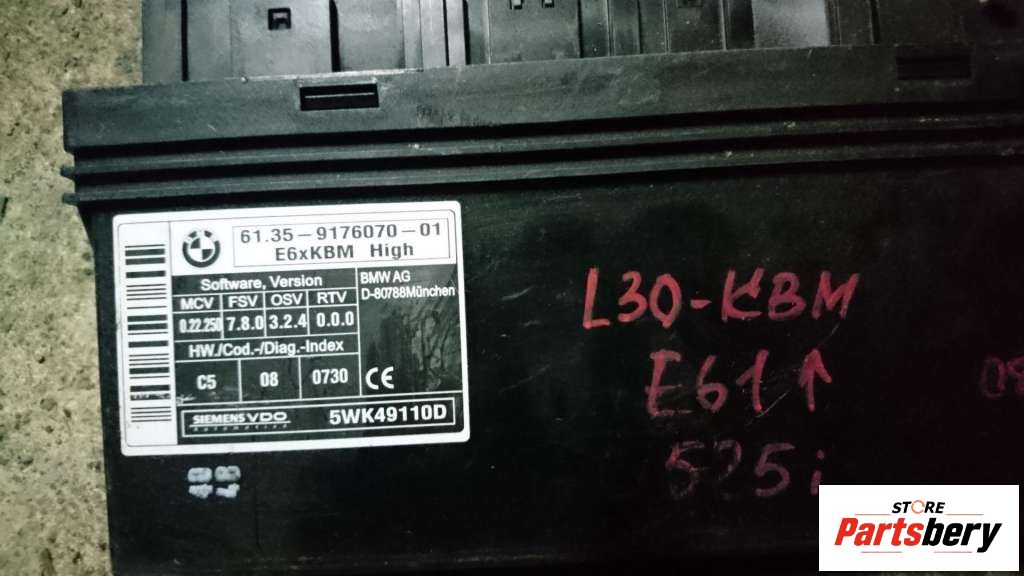 61.35-9176070-01
E6xKBM High
Software, Version
MCV FSV OSV RTV
0.22.250 7.8.0 3.2.4 0.0.0
HW./Cod.-/Diag.-Index
C5 08 0730
BMW AG
D-80788München
CE
SIEMENS VDO
Automotive
5WK49110D
L30-KBM
E61↑
525i
08
STORE
Partsbery